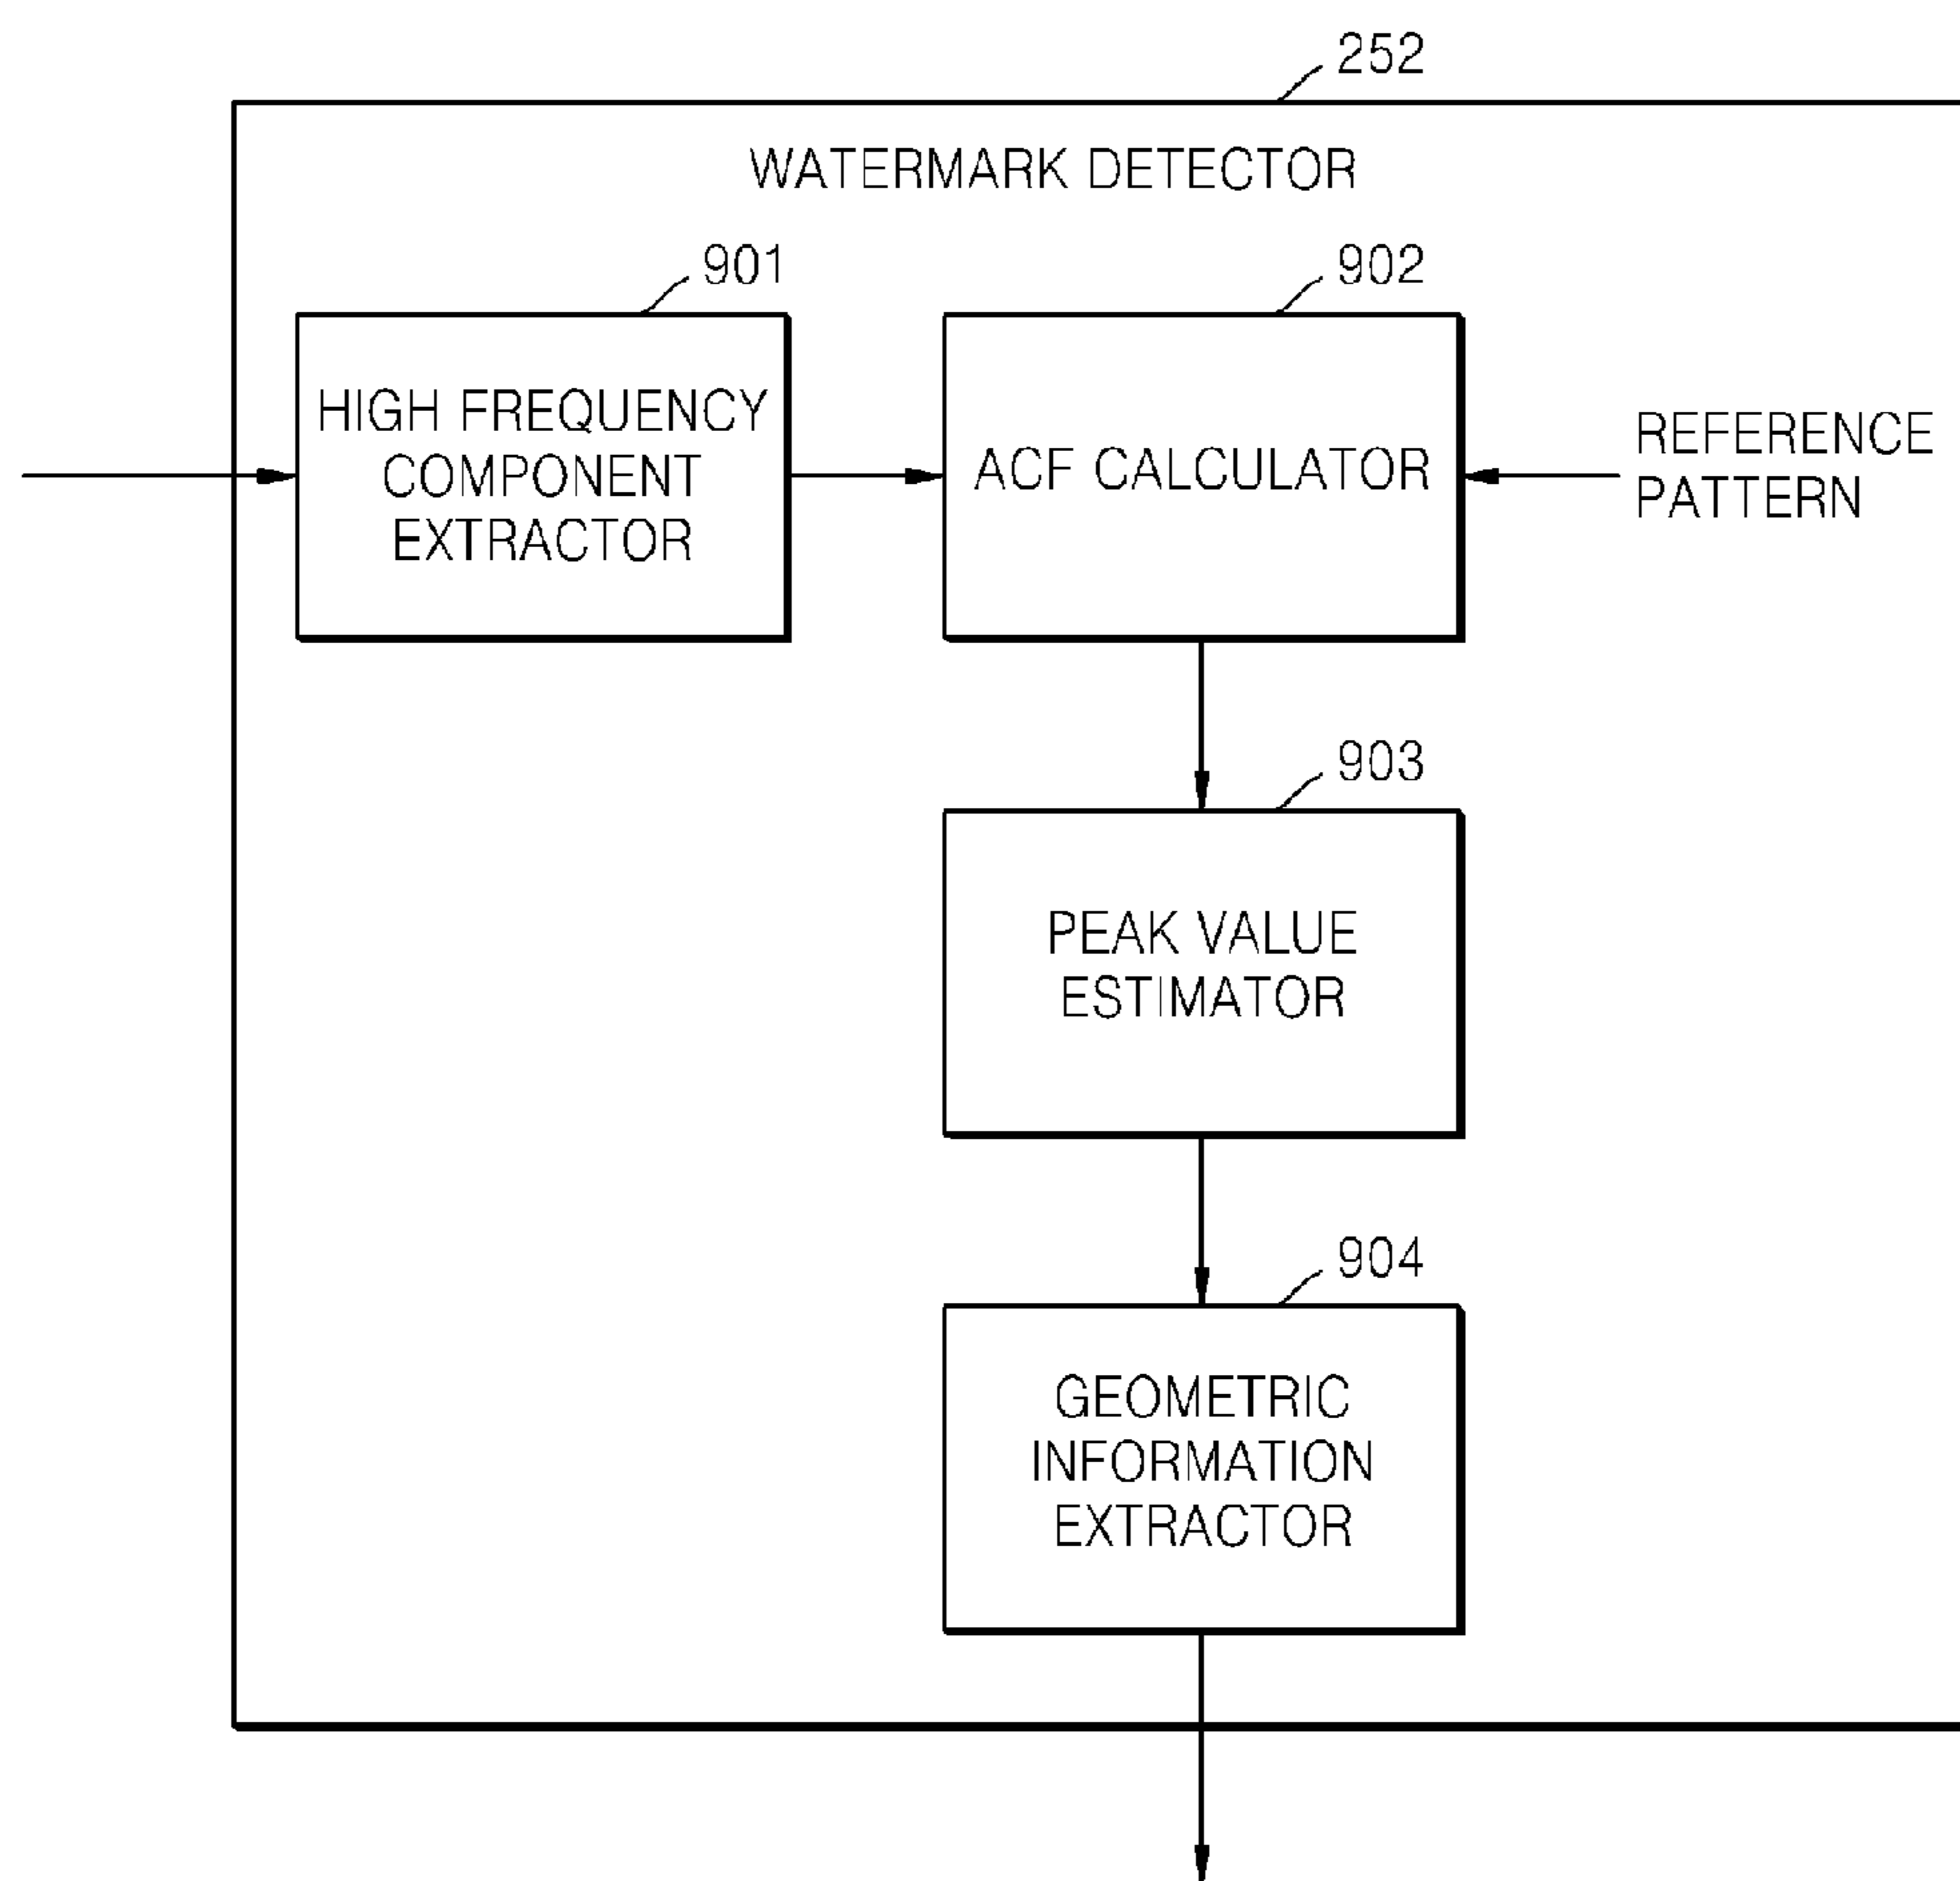 252
WATERMARK DETECTOR
901
902
HIGH FREQUENCY
COMPONENT
EXTRACTOR
ACF CALCULATOR
REFERENCE
PATTERN
903
PEAK VALUE
ESTIMATOR
904
GEOMETRIC
INFORMATION
EXTRACTOR